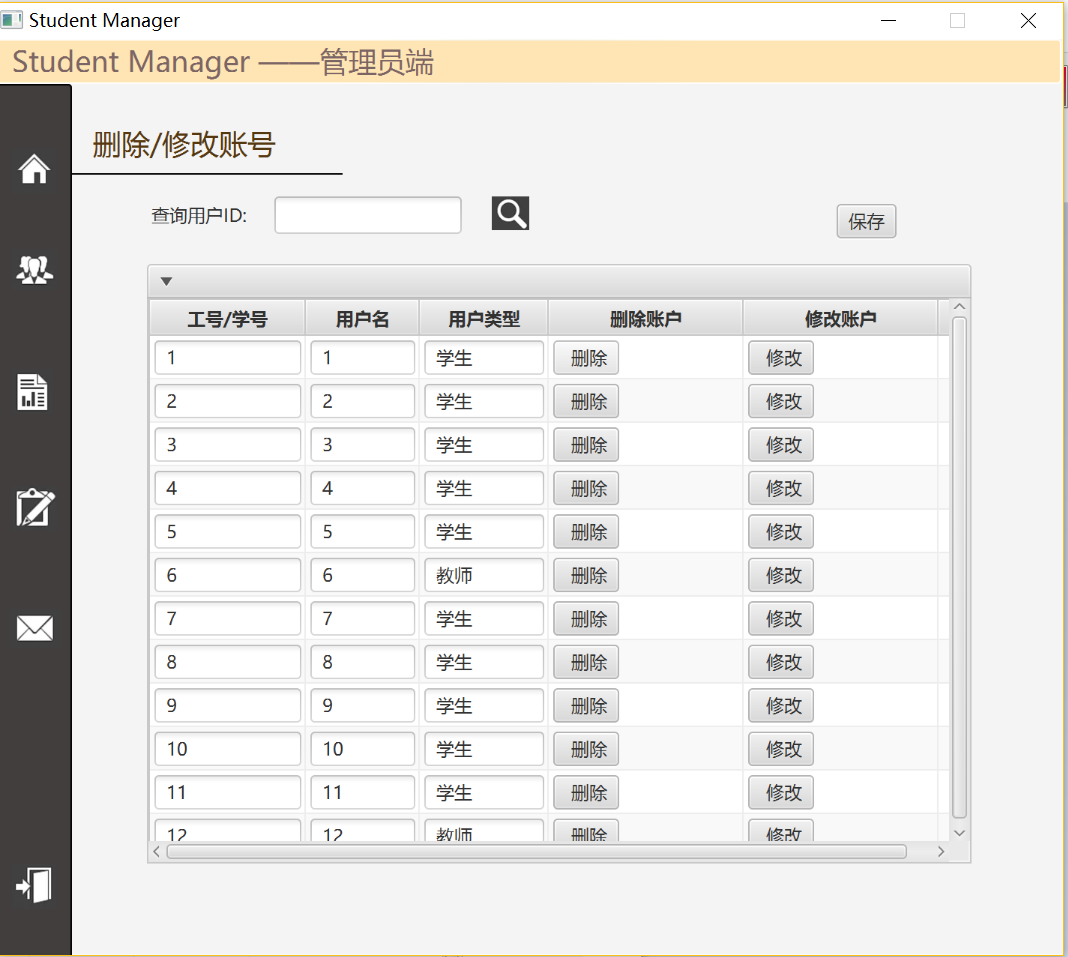 Student Manager
Student Manager ——管理员端
删除/修改账号
查询用户ID:
保存
工号/学号 用户名 用户类型 删除账户 修改账户
1 1 学生 删除 修改
2 2 学生 删除 修改
3 3 学生 删除 修改
4 4 学生 删除 修改
5 5 学生 删除 修改
6 6 教师 删除 修改
7 7 学生 删除 修改
8 8 学生 删除 修改
9 9 学生 删除 修改
10 10 学生 删除 修改
11 11 学生 删除 修改
12 12 教师 删除 修改